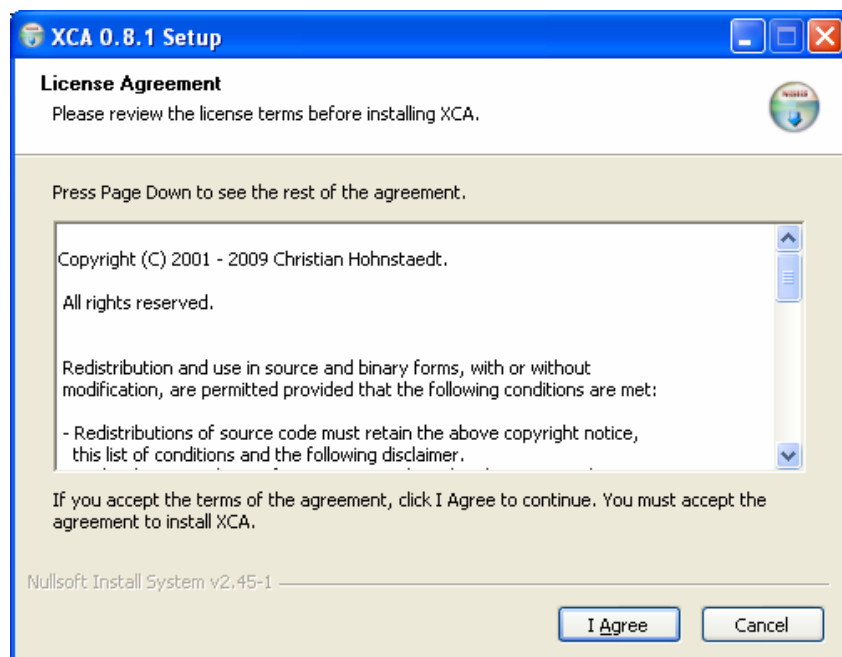 XCA 0.8.1 Setup
License Agreement
Please review the license terms before installing XCA.
Press Page Down to see the rest of the agreement.
Copyright (C) 2001 - 2009 Christian Hohnstaedt.
All rights reserved.
Redistribution and use in source and binary forms, with or without
modification, are permitted provided that the following conditions are met:
- Redistributions of source code must retain the above copyright notice,
this list of conditions and the following disclaimer.
If you accept the terms of the agreement, click I Agree to continue. You must accept the
agreement to install XCA.
Nullsoft Install System v2.45-1
I Agree
Cancel